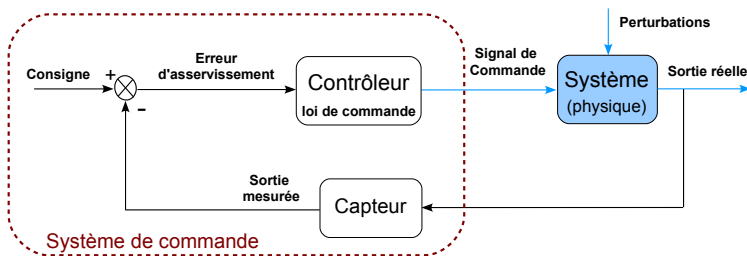 Perturbations
Consigne
+
−
Erreur
d'asservissement
Contrôleur
loi de commande
Signal de
Commande
Système
(physique)
Sortie réelle
Sortie
mesurée
Capteur
Système de commande